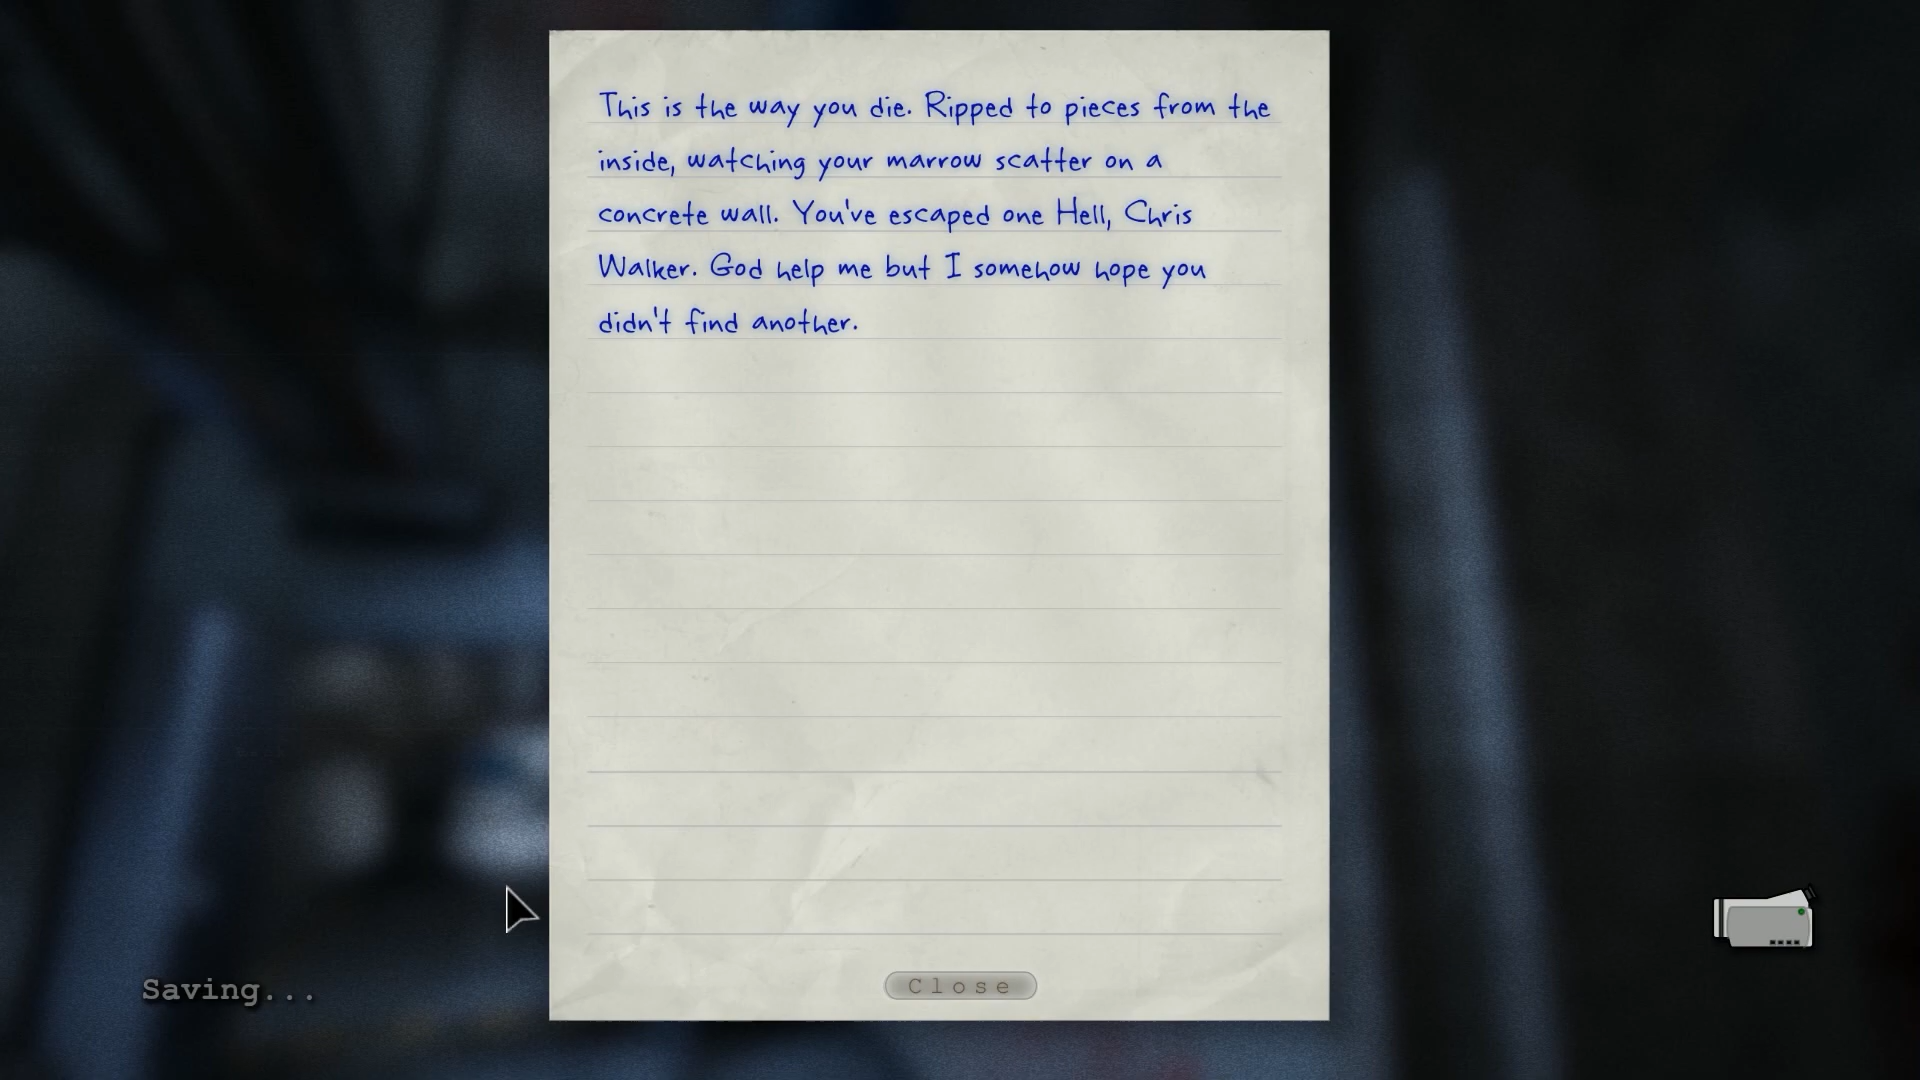 This is the way you die. Ripped to pieces from the
inside, watching your marrow scatter on a
concrete wall. You've escaped one Hell, Chris
Walker. God help me but I somehow hope you
didn't find another.
Close
Saving...